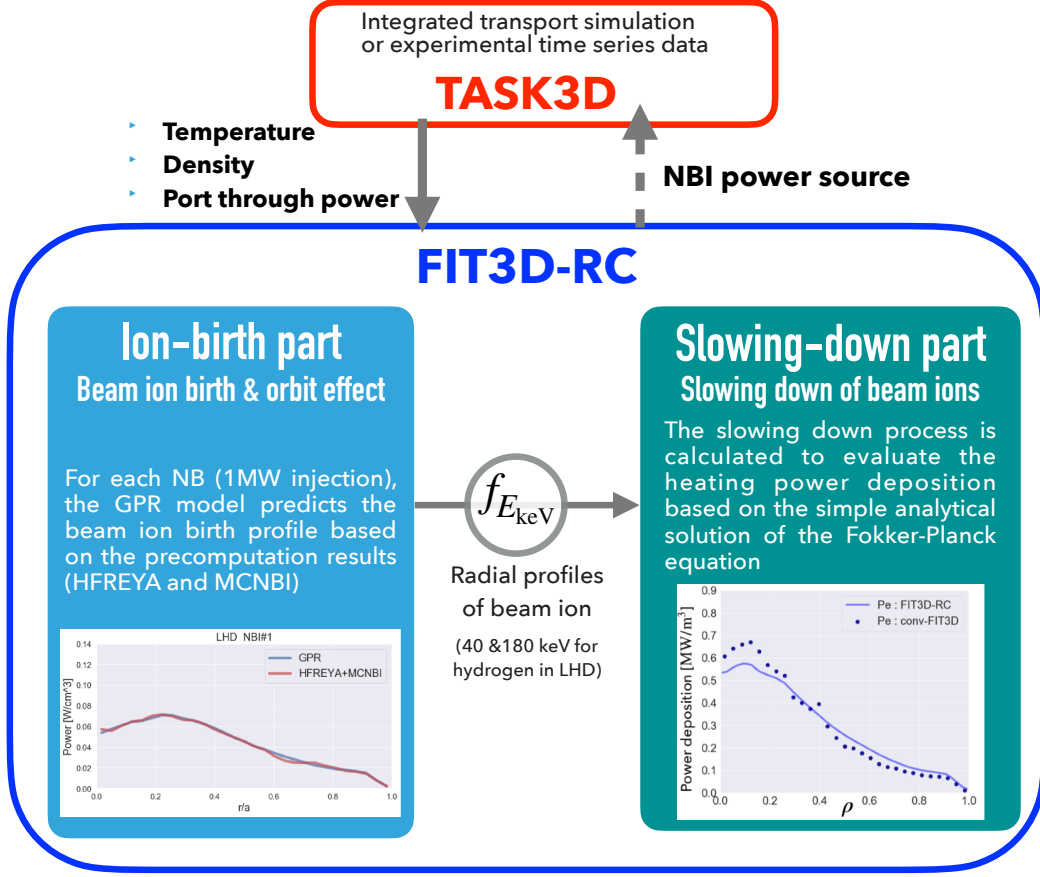 Integrated transport simulation
or experimental time series data
TASK3D
‣ Temperature
‣ Density
‣ Port through power
NBI power source
FIT3D-RC
Ion-birth part
Beam ion birth & orbit effect
For each NB (1MW injection),
the GPR model predicts the
beam ion birth profile based
on the precomputation results
(HFREYA and MCNBI)
LHD NBI#1
GPR
HFREYA+MCNBI
Power [W/cm^3]
0.14
0.12
0.10
0.08
0.06
0.04
0.02
0.00
0.0 0.2 0.4 0.6 0.8 1.0
r/a
f_{E_{keV}}
Radial profiles
of beam ion
(40 &180 keV for
hydrogen in LHD)
Slowing-down part
Slowing down of beam ions
The slowing down process is
calculated to evaluate the
heating power deposition
based on the simple analytical
solution of the Fokker-Planck
equation
Pe : FIT3D-RC
Pe : conv-FIT3D
Power deposition [MW/m³]
0.9
0.8
0.7
0.6
0.5
0.4
0.3
0.2
0.1
0.0
0.0 0.2 0.4 0.6 0.8 1.0
ρ